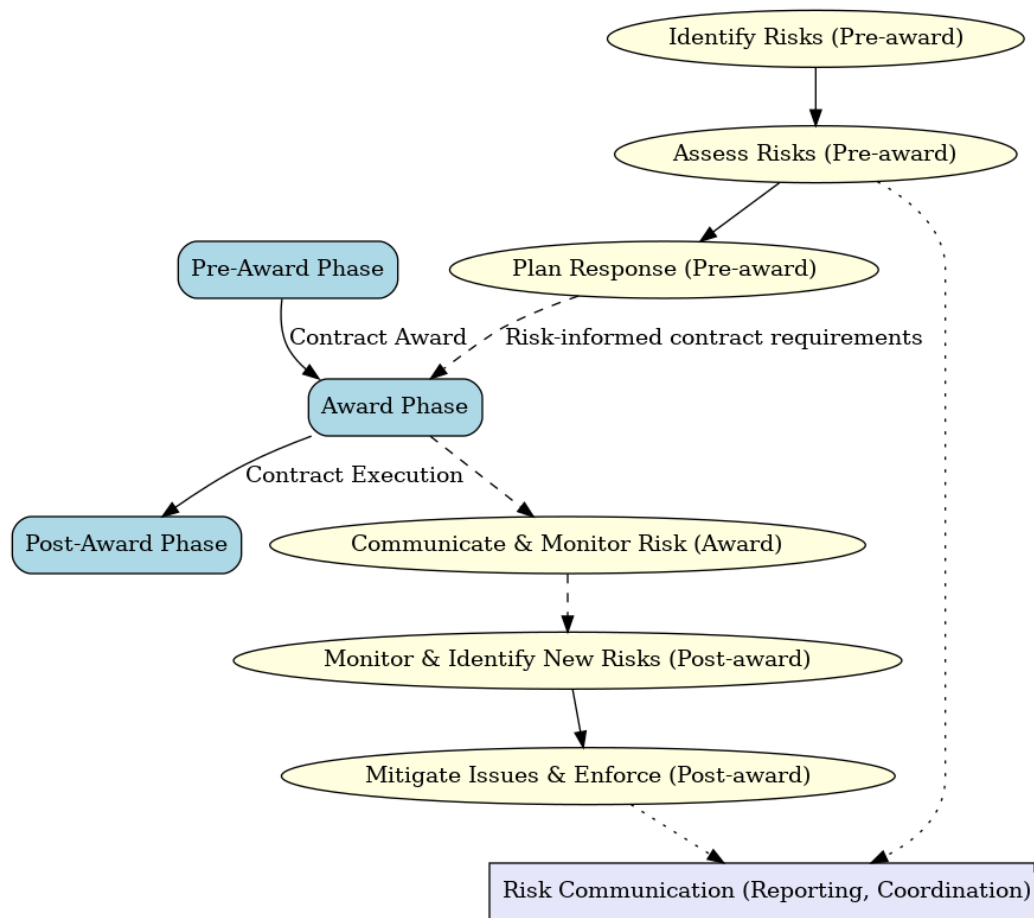 Identify Risks (Pre-award)
Assess Risks (Pre-award)
Pre-Award Phase
Plan Response (Pre-award)
Contract Award
Risk-informed contract requirements
Award Phase
Contract Execution
Post-Award Phase
Communicate & Monitor Risk (Award)
Monitor & Identify New Risks (Post-award)
Mitigate Issues & Enforce (Post-award)
Risk Communication (Reporting, Coordination)